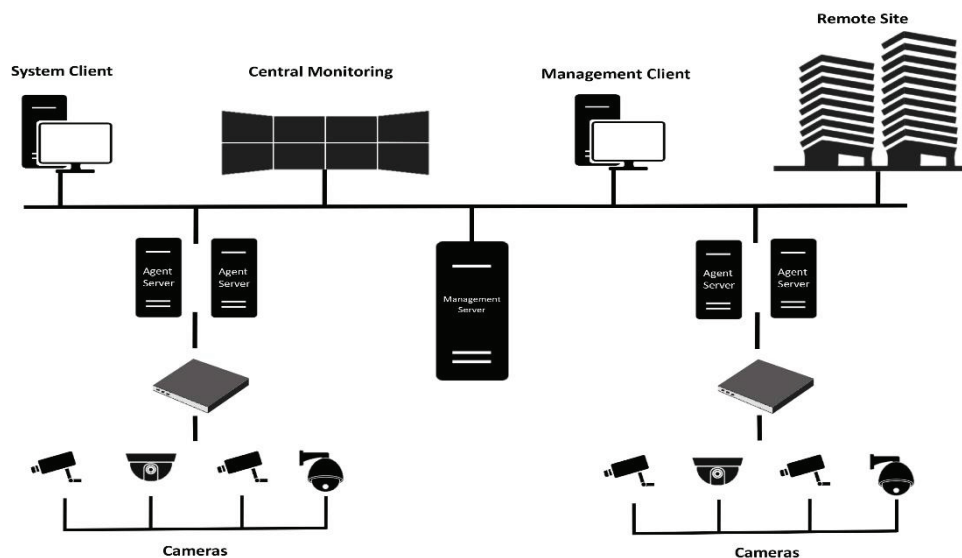 Remote Site
System Client
Central Monitoring
Management Client
Agent
Server
Agent
Server
Management
Server
Agent
Server
Agent
Server
Cameras
Cameras